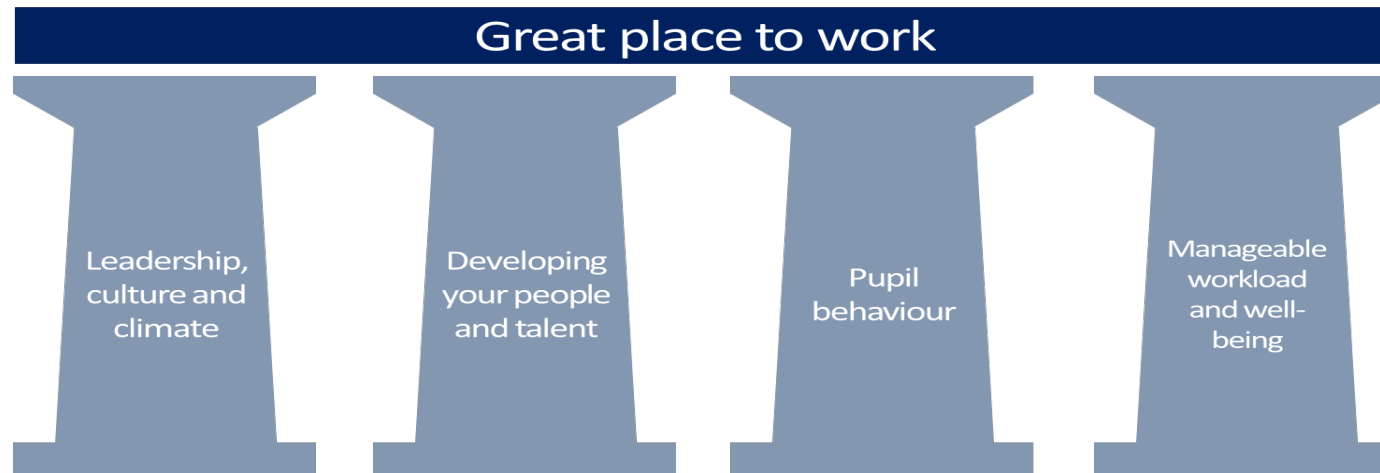 Great place to work
Leadership,
culture and
climate
Developing
your people
and talent
Pupil
behaviour
Manageable
workload
and well-
being